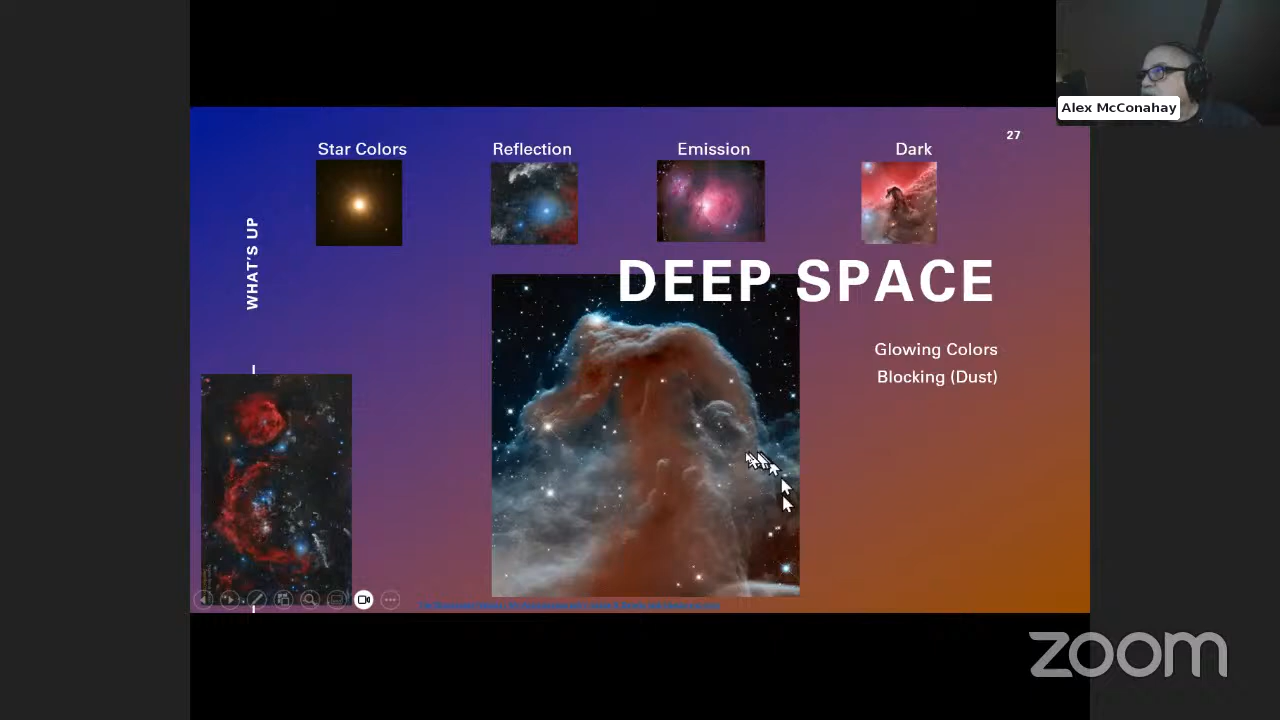 Alex McConahay
27
Star Colors
Reflection
Emission
Dark
WHAT'S UP
DEEP SPACE
Glowing Colors
Blocking (Dust)
zoom